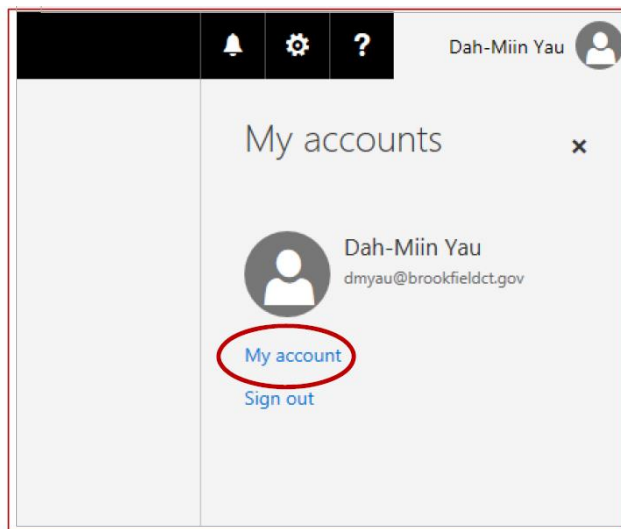 ? Dah-Miin Yau
My accounts
Dah-Miin Yau
dmyau@brookfieldct.gov
My account
Sign out